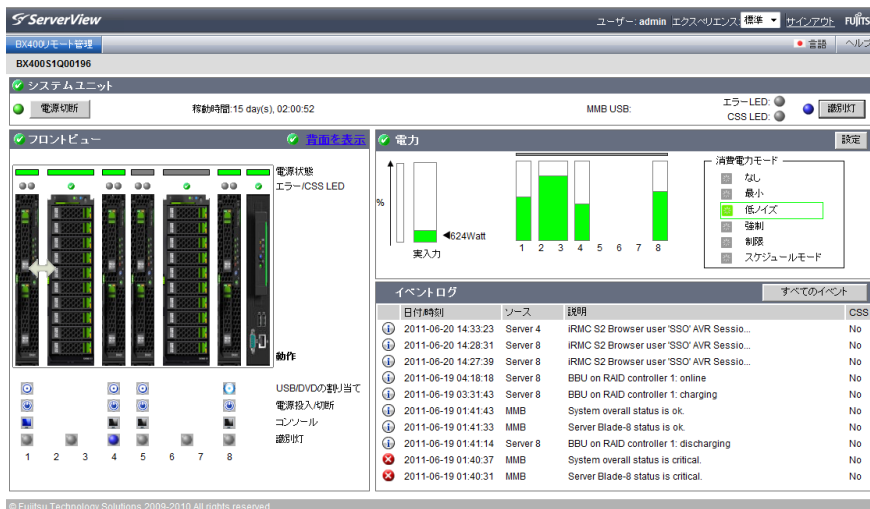 ServerView
ユーザー: admin エクスペリエンス: 標準 サインアウト FUJITS
BX400リモート管理 言語 ヘルプ
BX400S1Q00196
システムユニット
電源切断 稼動時間:15 day(s), 02:00:52 MMB USB: エラーLED: CSS LED: 識別灯
フロントビュー 背面を表示
電源状態
エラー/CSS LED
動作
USB/DVDの割り当て
電源投入/切断
コンソール
識別灯
1 2 3 4 5 6 7 8
電力 設定
%
624Watt
実入力
1 2 3 4 5 6 7 8
消費電力モード
なし
最小
低ノイズ
強制
制限
スケジュールモード
イベントログ すべてのイベント
日付/時刻 ソース 説明 CSS
2011-06-20 14:33:23 Server 4 iRMC S2 Browser user 'SSO' AVR Sessio... No
2011-06-20 14:28:31 Server 8 iRMC S2 Browser user 'SSO' AVR Sessio... No
2011-06-20 14:27:39 Server 8 iRMC S2 Browser user 'SSO' AVR Sessio... No
2011-06-19 04:18:18 Server 8 BBU on RAID controller 1: online No
2011-06-19 03:31:43 Server 8 BBU on RAID controller 1: charging No
2011-06-19 01:41:43 MMB System overall status is ok. No
2011-06-19 01:41:33 MMB Server Blade-8 status is ok. No
2011-06-19 01:41:14 Server 8 BBU on RAID controller 1: discharging No
2011-06-19 01:40:37 MMB System overall status is critical. No
2011-06-19 01:40:31 MMB Server Blade-8 status is critical. No
© Fujitsu Technology Solutions 2009-2010 All rights reserved